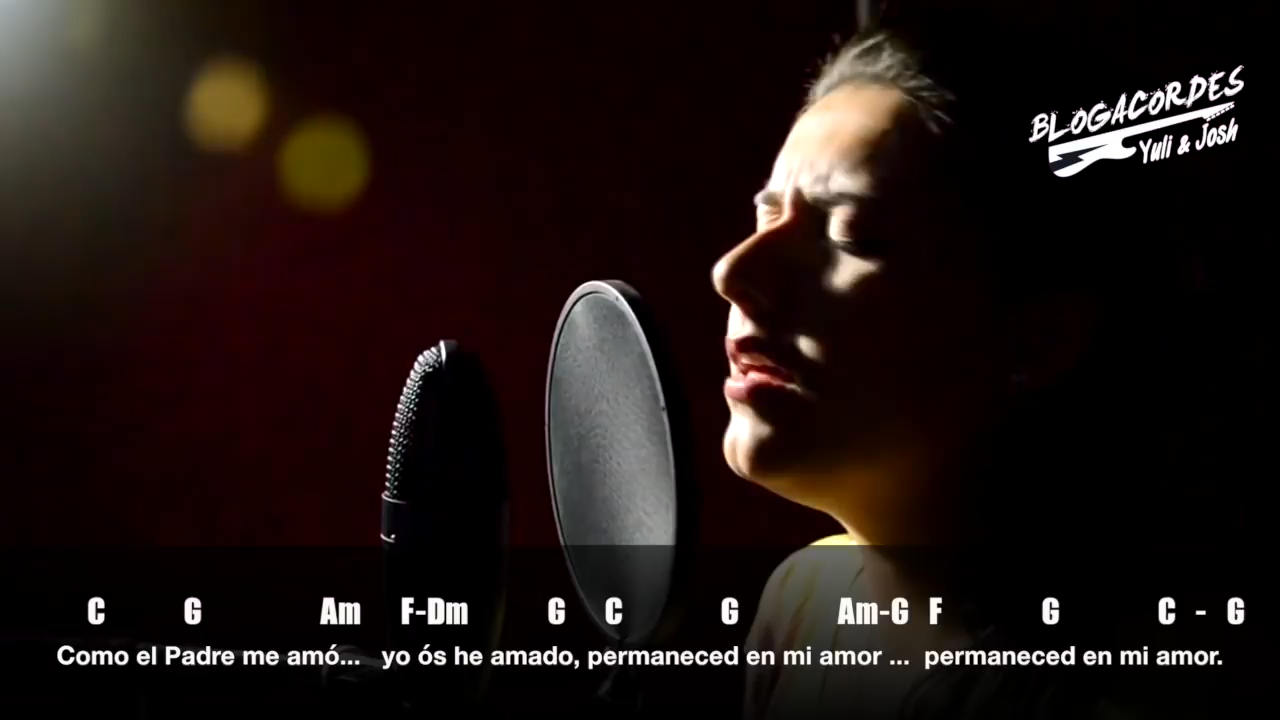 BLOGACORDES
Yuli & Josh
C G Am F-Dm G C G Am-G F G C - G
Como el Padre me amó... yo ós he amado, permaneced en mi amor ... permaneced en mi amor.